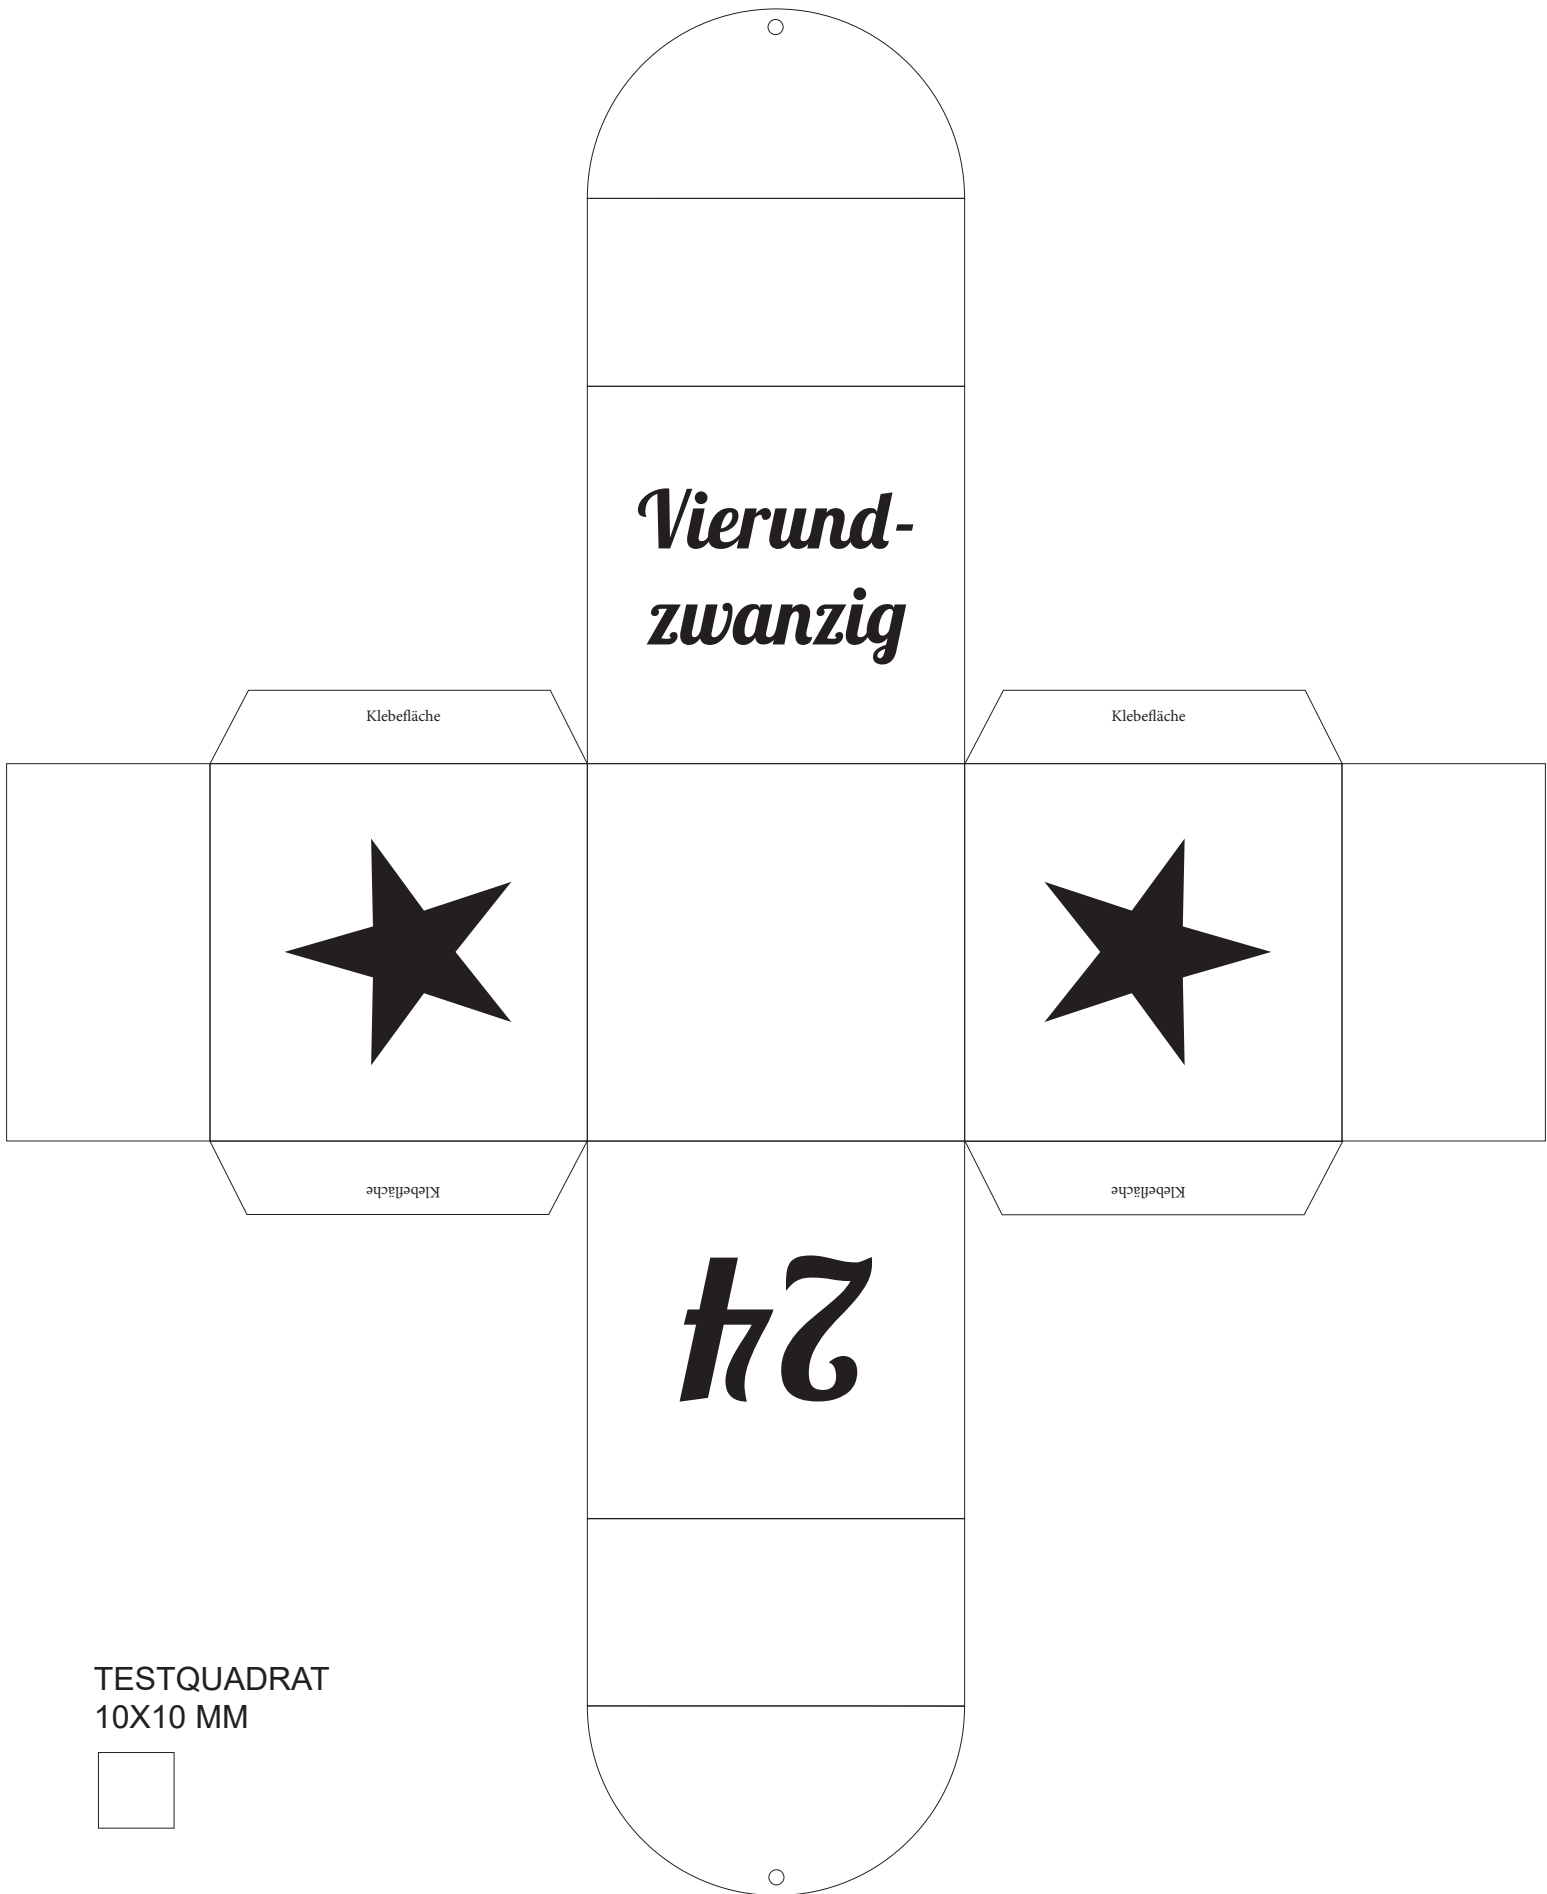 Vierund-
zwanzig
Klebefläche
Klebefläche
Klebefläche
Klebefläche
24
TESTQUADRAT
10X10 MM